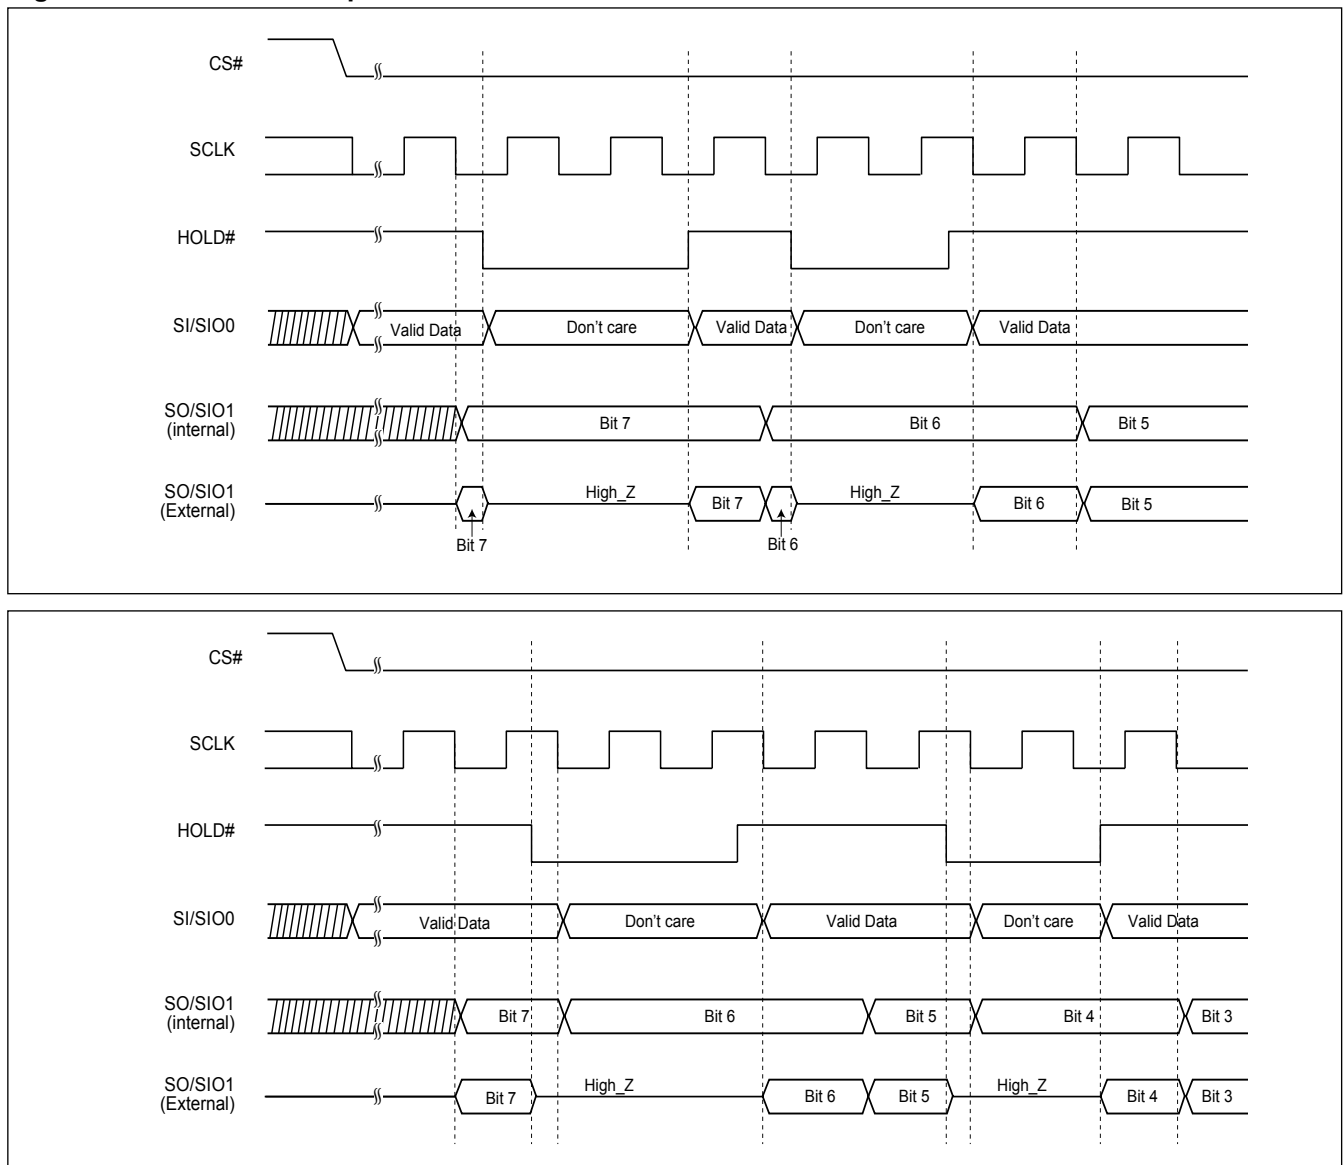 CS#
SCLK
HOLD#
SI/SIO0
Valid Data
Don't care
Valid Data
Don't care
Valid Data
SO/SIO1
(internal)
Bit 7
Bit 6
Bit 5
SO/SIO1
(External)
High_Z
Bit 7
High_Z
Bit 6
Bit 5
Bit 7
Bit 6
CS#
SCLK
HOLD#
SI/SIO0
Valid Data
Don't care
Valid Data
Don't care
Valid Data
SO/SIO1
(internal)
Bit 7
Bit 6
Bit 5
Bit 4
Bit 3
SO/SIO1
(External)
Bit 7
High_Z
Bit 6
Bit 5
High_Z
Bit 4
Bit 3